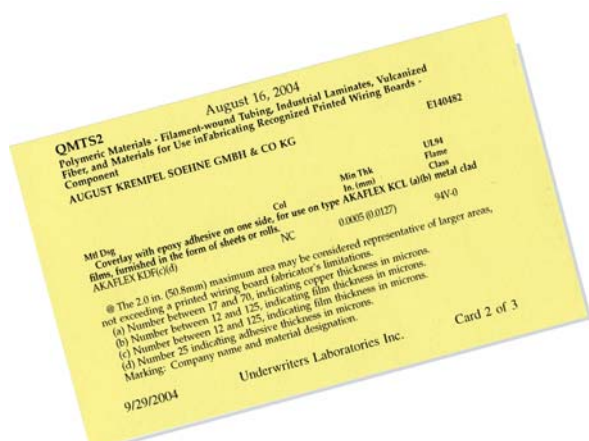 August 16, 2004
QMTS2
Polymeric Materials - Filament-wound Tubing, Industrial Laminates, Vulcanized
Fiber, and Materials for Use inFabricating Recognized Printed Wiring Boards -
Component
AUGUST KREMPEL SOEHNE GMBH & CO KG E140482
UL94
Min Thk Flame
Mtl Dsg Col In. (mm) Class
Coverlay with epoxy adhesive on one side, for use on type AKAFLEX KCL (a)(b) metal clad
films, furnished in the form of sheets or rolls.
AKAFLEX KDF(c)(d) NC 0.0005 (0.0127) 94V-0
@ The 2.0 in. (50.8mm) maximum area may be considered representative of larger areas,
not exceeding a printed wiring board fabricator's limitations.
(a) Number between 17 and 70, indicating copper thickness in microns.
(b) Number between 12 and 125, indicating film thickness in microns.
(c) Number between 12 and 125, indicating film thickness in microns.
(d) Number 25 indicating adhesive thickness in microns.
Marking: Company name and material designation.
9/29/2004 Underwriters Laboratories Inc. Card 2 of 3